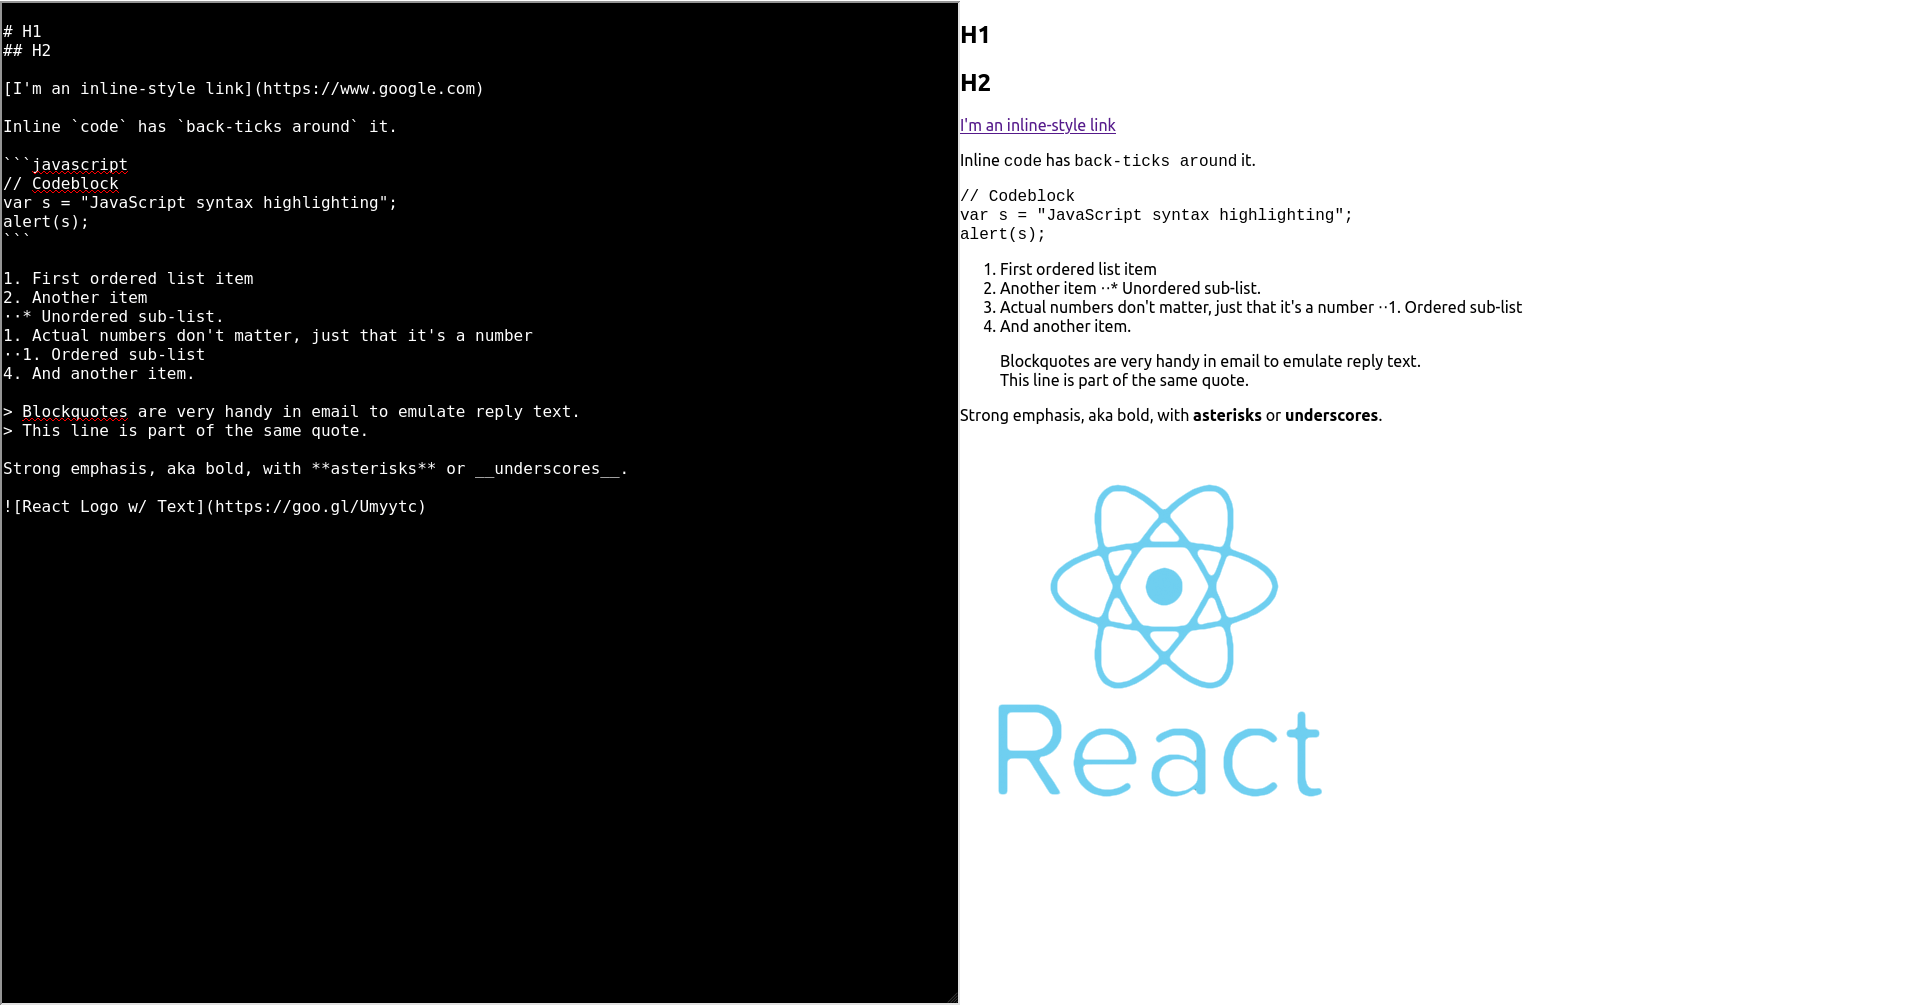 # H1
## H2
[I'm an inline-style link](https://www.google.com)
Inline `code` has `back-ticks around` it.
```javascript
// Codeblock
var s = "JavaScript syntax highlighting";
alert(s);
```
1. First ordered list item
2. Another item
··* Unordered sub-list.
1. Actual numbers don't matter, just that it's a number
··1. Ordered sub-list
4. And another item.
> Blockquotes are very handy in email to emulate reply text.
> This line is part of the same quote.
Strong emphasis, aka bold, with **asterisks** or __underscores__.
![React Logo w/ Text](https://goo.gl/Umyytc)
H1
H2
I'm an inline-style link
Inline code has back-ticks around it.
// Codeblock
var s = "JavaScript syntax highlighting";
alert(s);
1. First ordered list item
2. Another item ··* Unordered sub-list.
3. Actual numbers don't matter, just that it's a number ··1. Ordered sub-list
4. And another item.
Blockquotes are very handy in email to emulate reply text.
This line is part of the same quote.
Strong emphasis, aka bold, with asterisks or underscores.
React